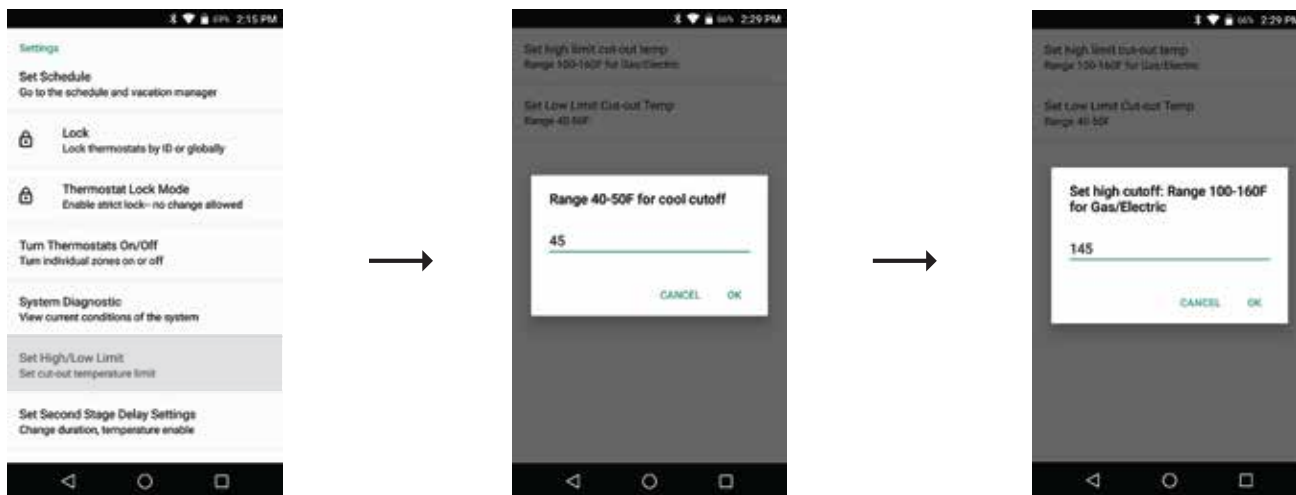 69% 2:15 PM
Settings
Set Schedule
Go to the schedule and vacation manager
Lock
Lock thermostats by ID or globally
Thermostat Lock Mode
Enable strict lock-- no change allowed
Turn Thermostats On/Off
Turn individual zones on or off
System Diagnostic
View current conditions of the system
Set High/Low Limit
Set cut-out temperature limit
Set Second Stage Delay Settings
Change duration, temperature enable
66% 2:29 PM
Set high limit cut-out temp
Range 100-160F for Gas/Electric
Set Low Limit Cut-out Temp
Range 40-50F
Range 40-50F for cool cutoff
45
CANCEL OK
66% 2:29 PM
Set high limit cut-out temp
Range 100-160F for Gas/Electric
Set Low Limit Cut-out Temp
Range 40-50F
Set high cutoff: Range 100-160F
for Gas/Electric
145
CANCEL OK